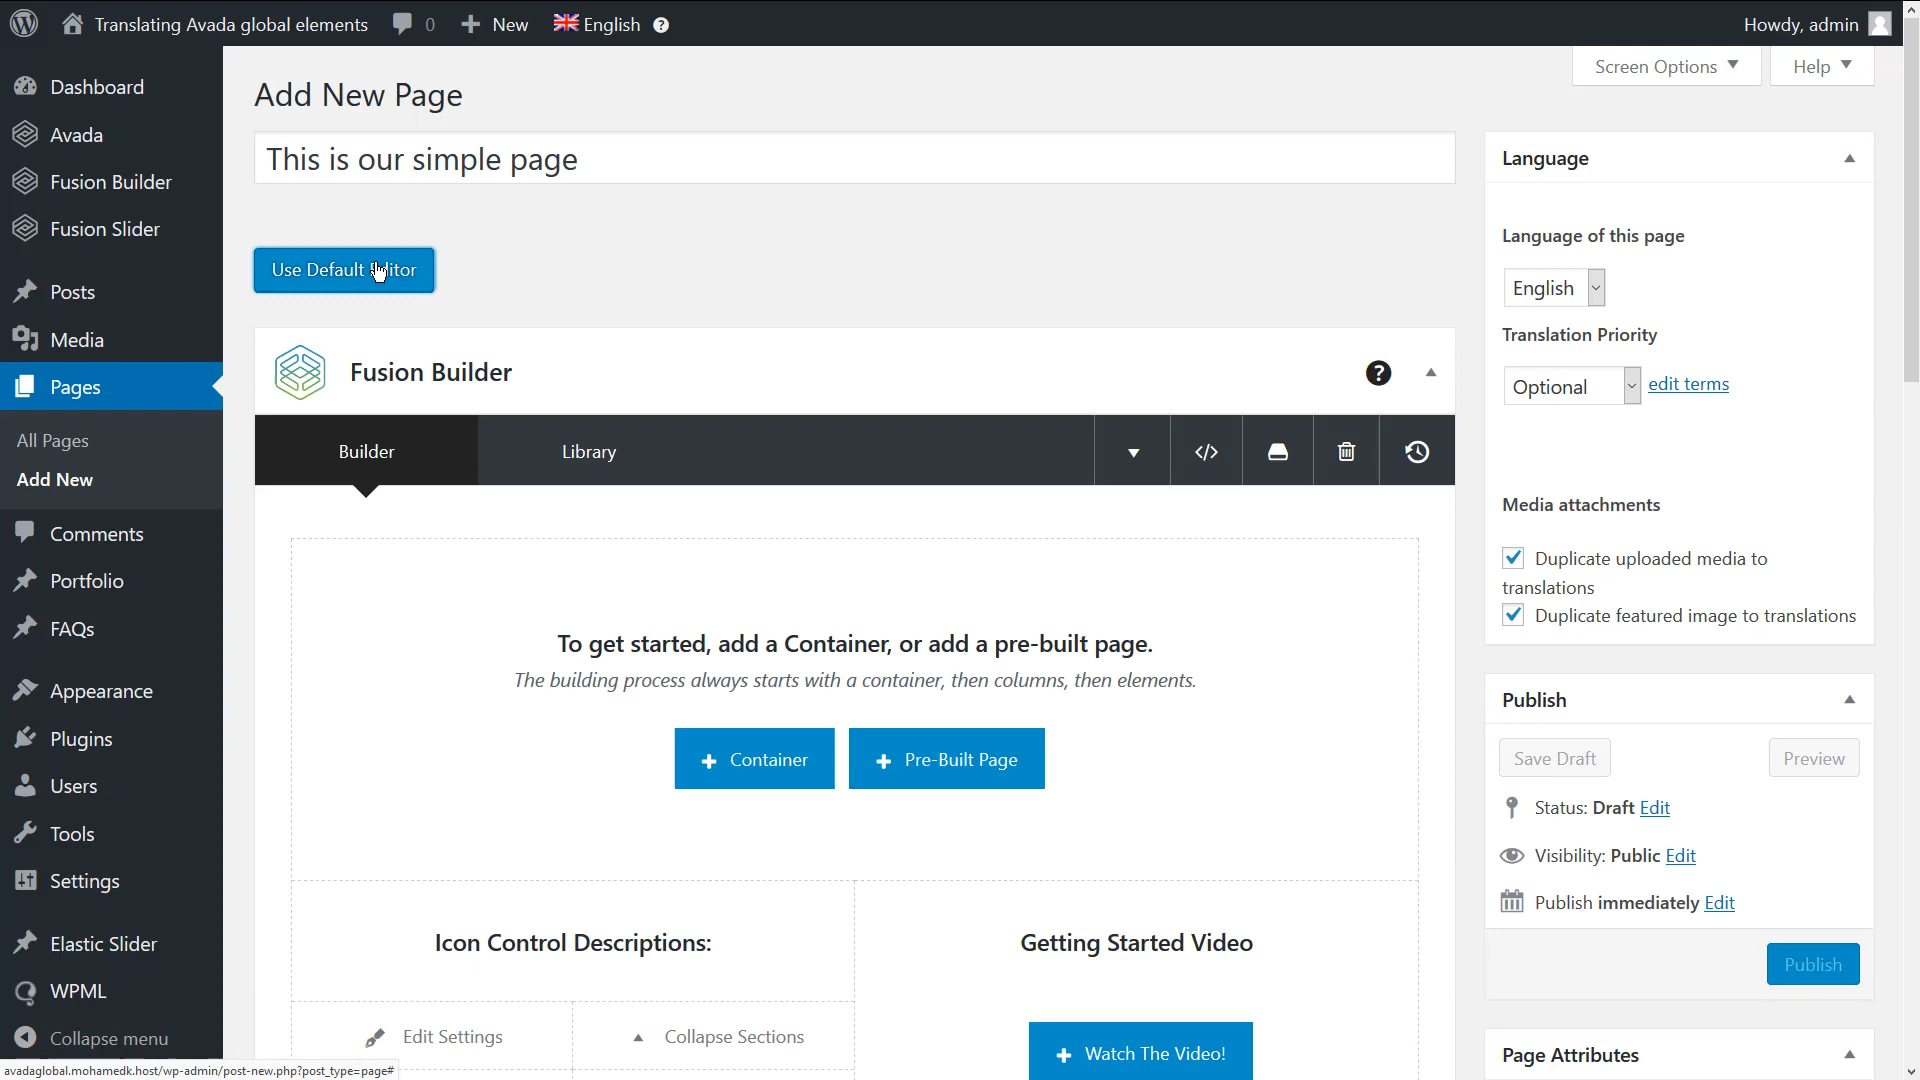 Translating Avada global elements
0
New
English
?
Howdy, admin
Dashboard
Avada
Fusion Builder
Fusion Slider
Posts
Media
Pages
All Pages
Add New
Comments
Portfolio
FAQs
Appearance
Plugins
Users
Tools
Settings
Elastic Slider
WPML
Collapse menu
Screen Options
Help
Add New Page
This is our simple page
Use Default Editor
Fusion Builder
?
Builder
Library
</>
To get started, add a Container, or add a pre-built page.
The building process always starts with a container, then columns, then elements.
+ Container
+ Pre-Built Page
Icon Control Descriptions:
Getting Started Video
Edit Settings
Collapse Sections
+ Watch The Video!
Language
Language of this page
English
Translation Priority
Optional
edit terms
Media attachments
Duplicate uploaded media to
translations
Duplicate featured image to translations
Publish
Save Draft
Preview
Status: Draft Edit
Visibility: Public Edit
Publish immediately Edit
Publish
Page Attributes
avadaglobal.mohamedk.host/wp-admin/post-new.php?post_type=page#